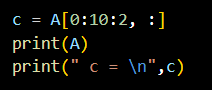 c = A[0:10:2, :]
print(A)
print(" c = \n",c)